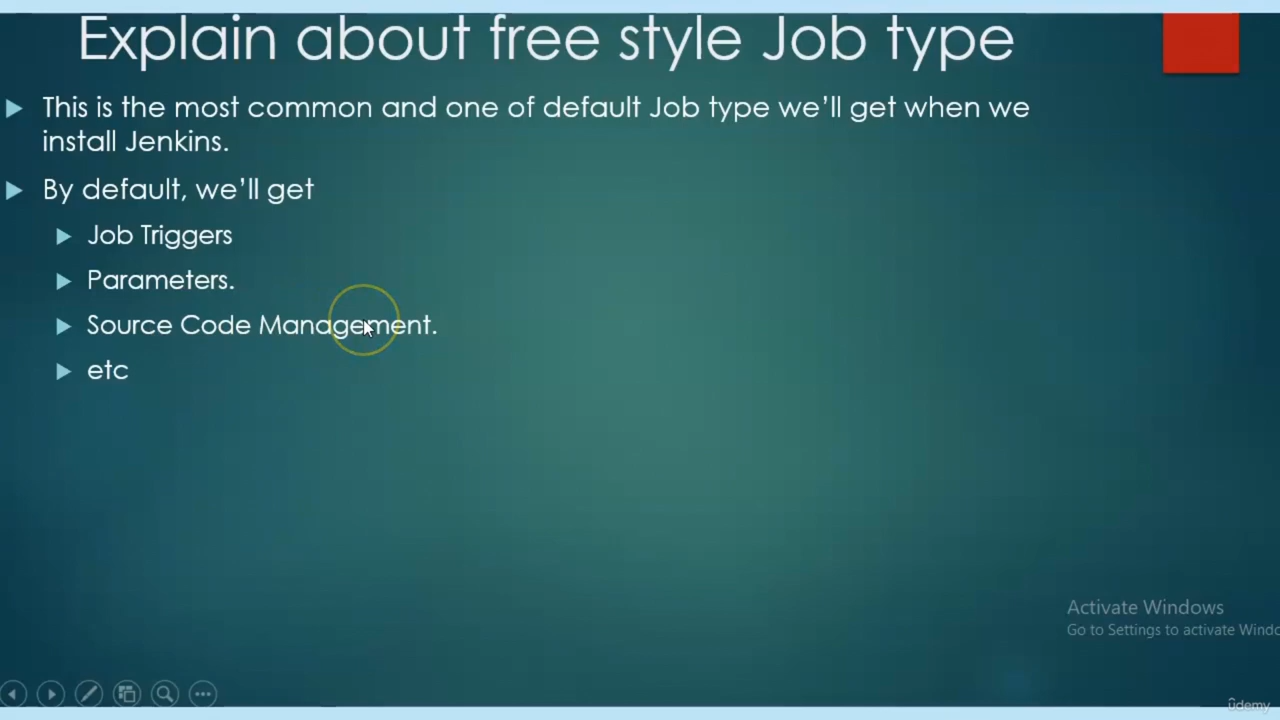 Explain about free style Job type
This is the most common and one of default Job type we'll get when we
install Jenkins.
By default, we'll get
Job Triggers
Parameters.
Source Code Management.
etc
Activate Windows
Go to Settings to activate Windo
ûdemy